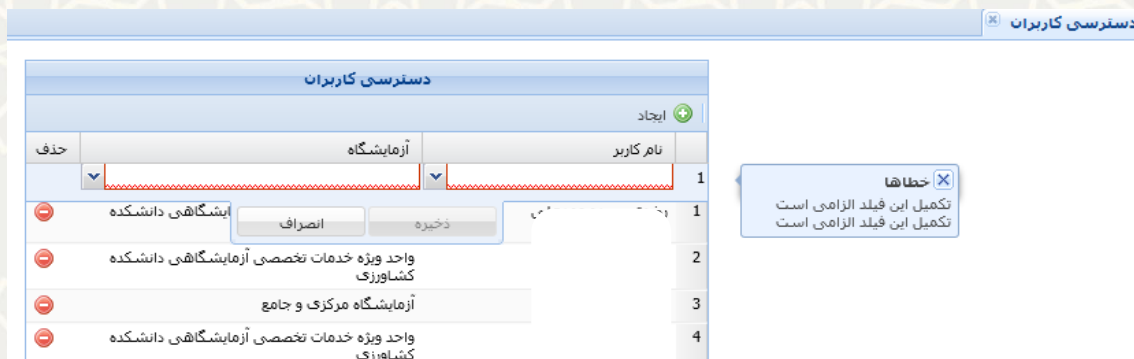 دسترسی کاربران
دسترسی کاربران
ایجاد
نام کاربر آزمایشگاه حذف
1
خطاها
تکمیل این فیلد الزامی است
تکمیل این فیلد الزامی است
1 ایشگاهی دانشکده
ذخیره انصراف
2 واحد ویژه خدمات تخصصی آزمایشگاهی دانشکده
کشاورزی
3 آزمایشگاه مرکزی و جامع
4 واحد ویژه خدمات تخصصی آزمایشگاهی دانشکده
کشاورزی